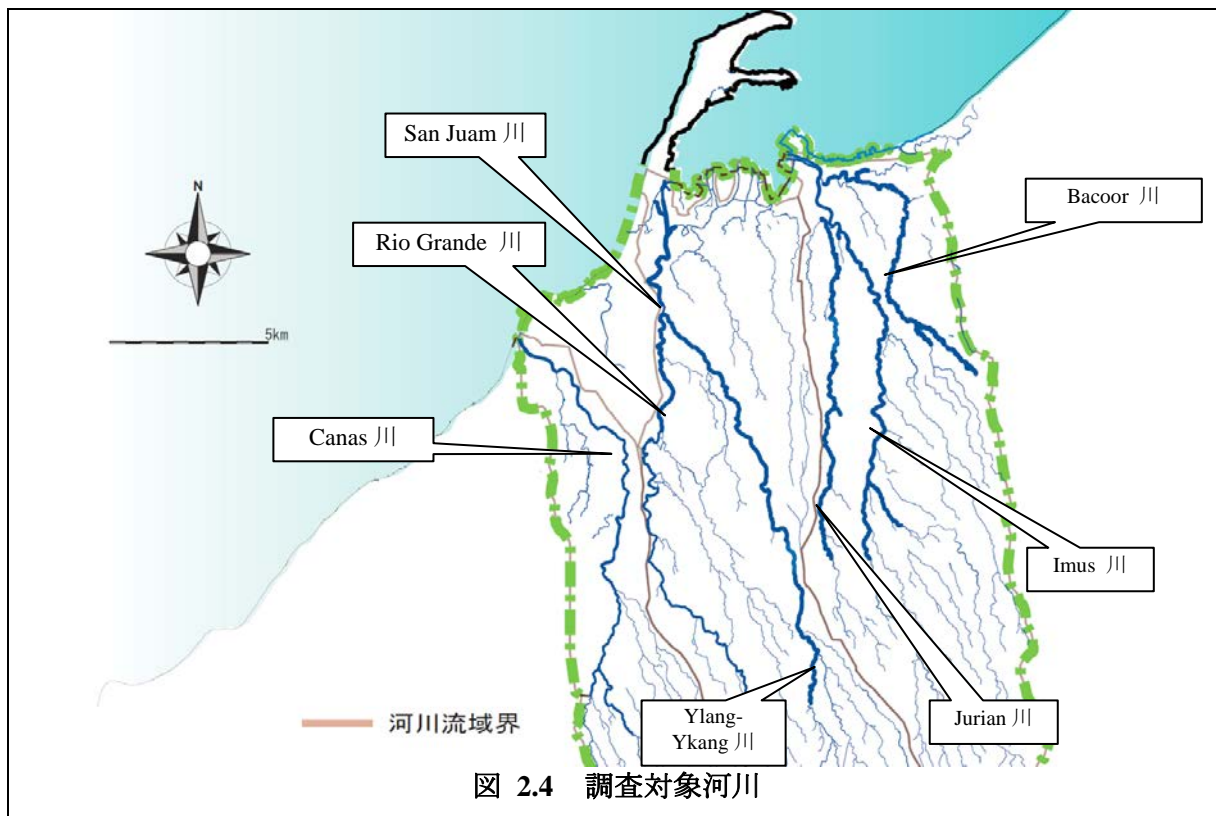 San Juam 川
Bacoor 川
N
Rio Grande 川
5km
Canas 川
Imus 川
河川流域界
Ylang-
Ykang 川
Jurian 川
図 2.4 調査対象河川